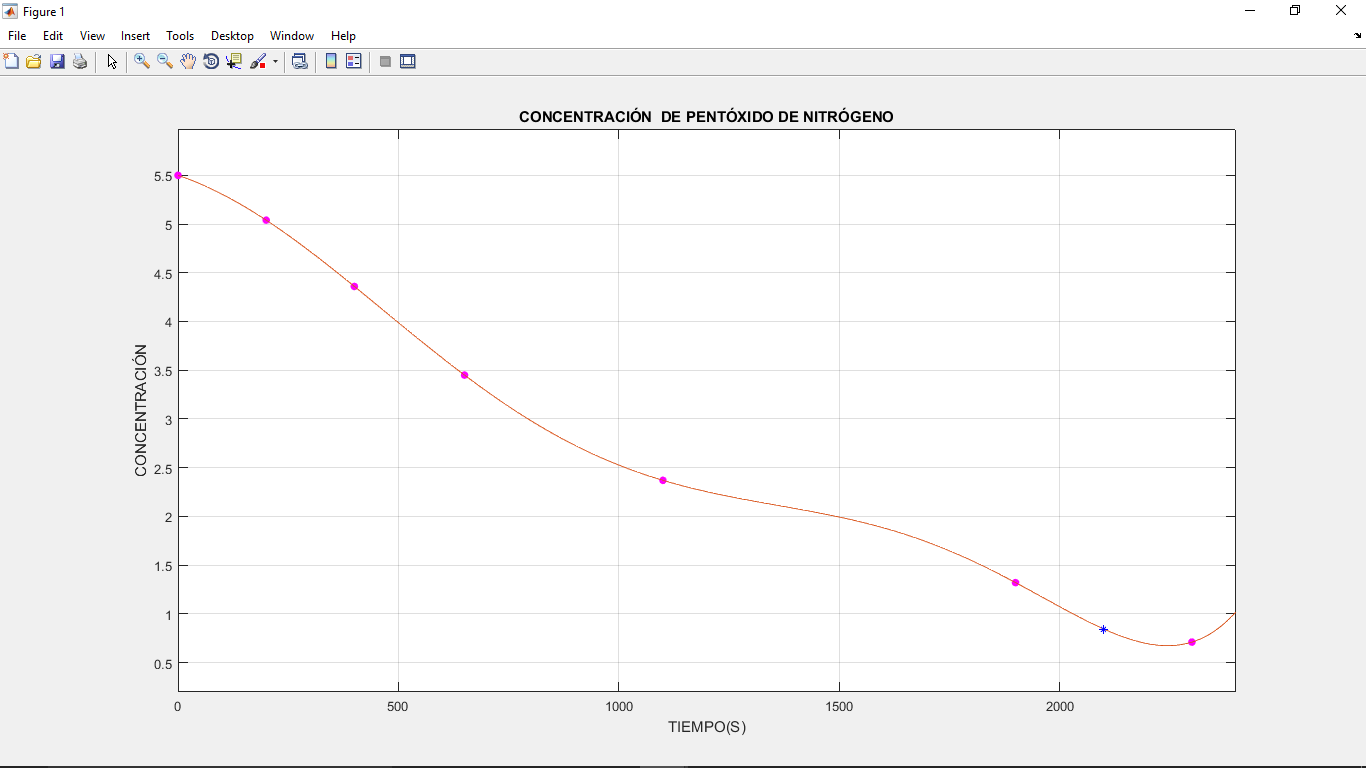 Figure 1
File Edit View Insert Tools Desktop Window Help
CONCENTRACIÓN  DE PENTÓXIDO DE NITRÓGENO
5.5
5
4.5
4
3.5
3
2.5
2
1.5
1
0.5
CONCENTRACIÓN
0 500 1000 1500 2000
TIEMPO(S)